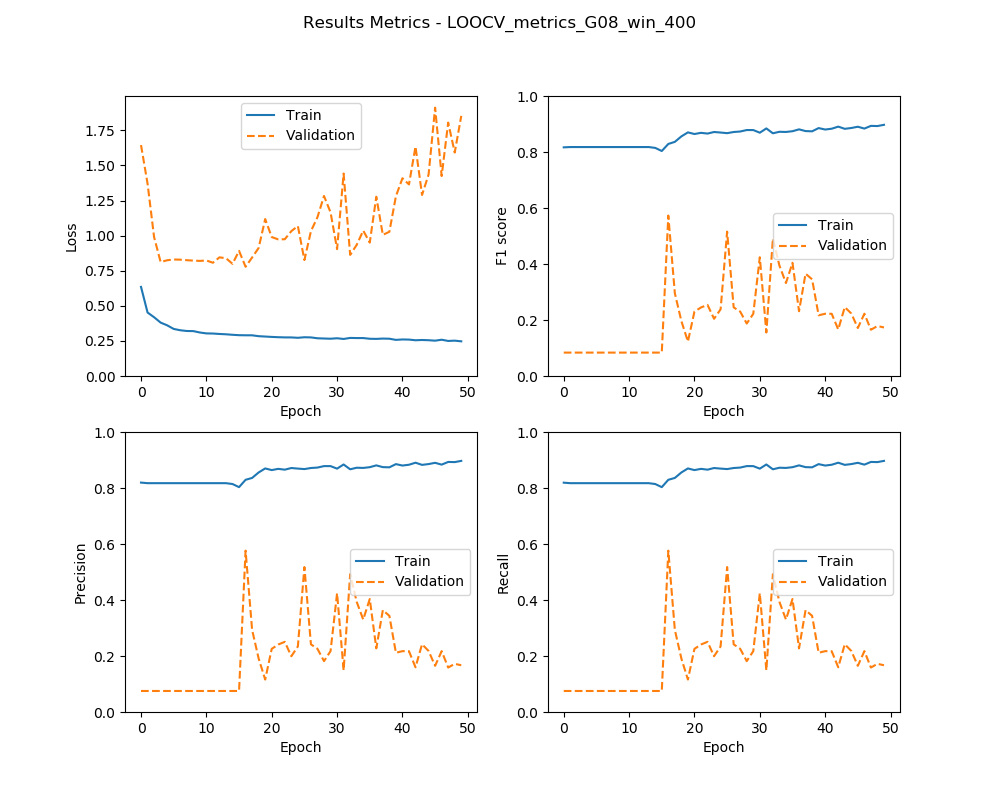 Results Metrics - LOOCV_metrics_G08_win_400
Loss
1.75
1.50
1.25
1.00
0.75
0.50
0.25
0.00
Train
Validation
0 10 20 30 40 50
Epoch
F1 score
1.0
0.8
0.6
0.4
0.2
0.0
Train
Validation
0 10 20 30 40 50
Epoch
Precision
1.0
0.8
0.6
0.4
0.2
0.0
Train
Validation
0 10 20 30 40 50
Epoch
Recall
1.0
0.8
0.6
0.4
0.2
0.0
Train
Validation
0 10 20 30 40 50
Epoch